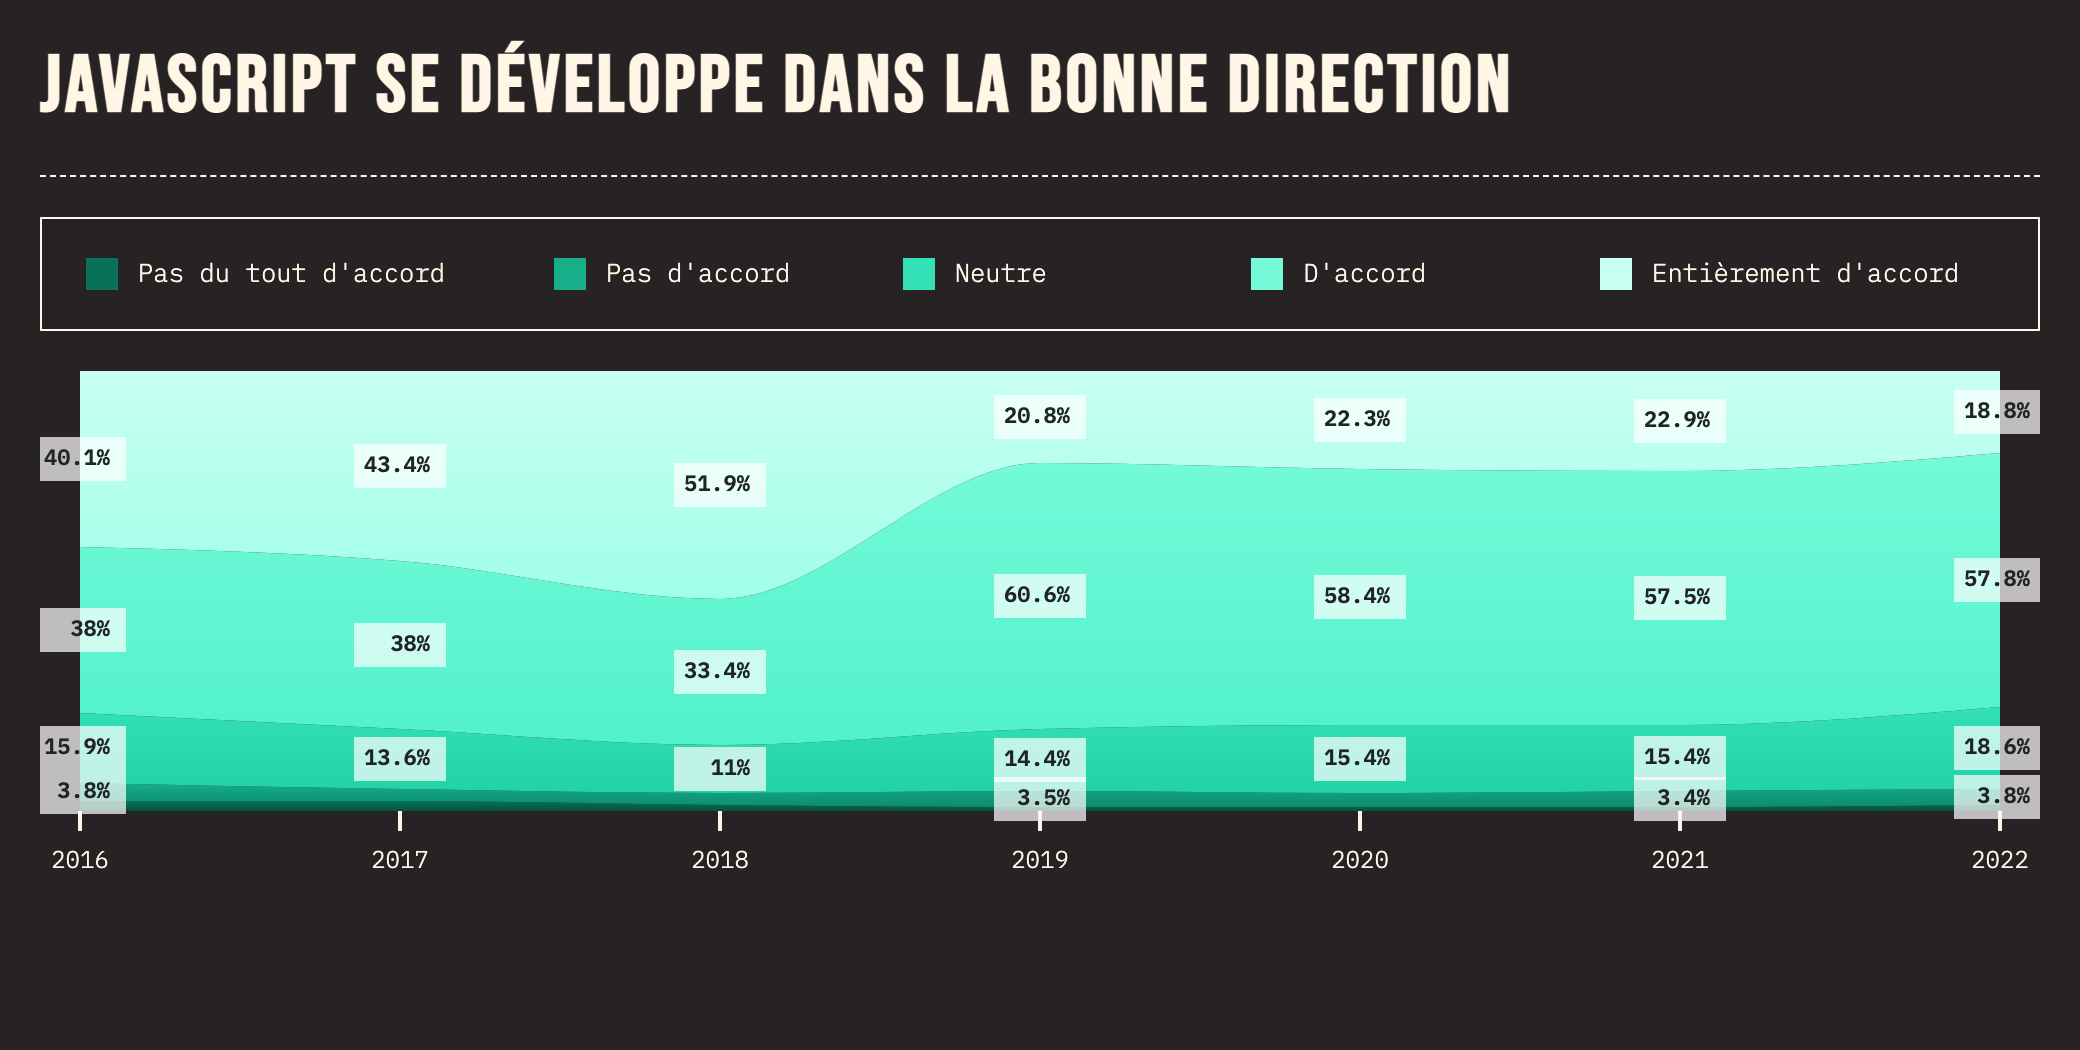 JAVASCRIPT SE DÉVELOPPE DANS LA BONNE DIRECTION
Pas du tout d'accord Pas d'accord Neutre D'accord Entièrement d'accord
40.1% 43.4% 51.9% 20.8% 22.3% 22.9% 18.8%
38% 38% 33.4% 60.6% 58.4% 57.5% 57.8%
15.9% 13.6% 11% 14.4% 15.4% 15.4% 18.6%
3.8% 3.5% 3.4% 3.8%
2016 2017 2018 2019 2020 2021 2022